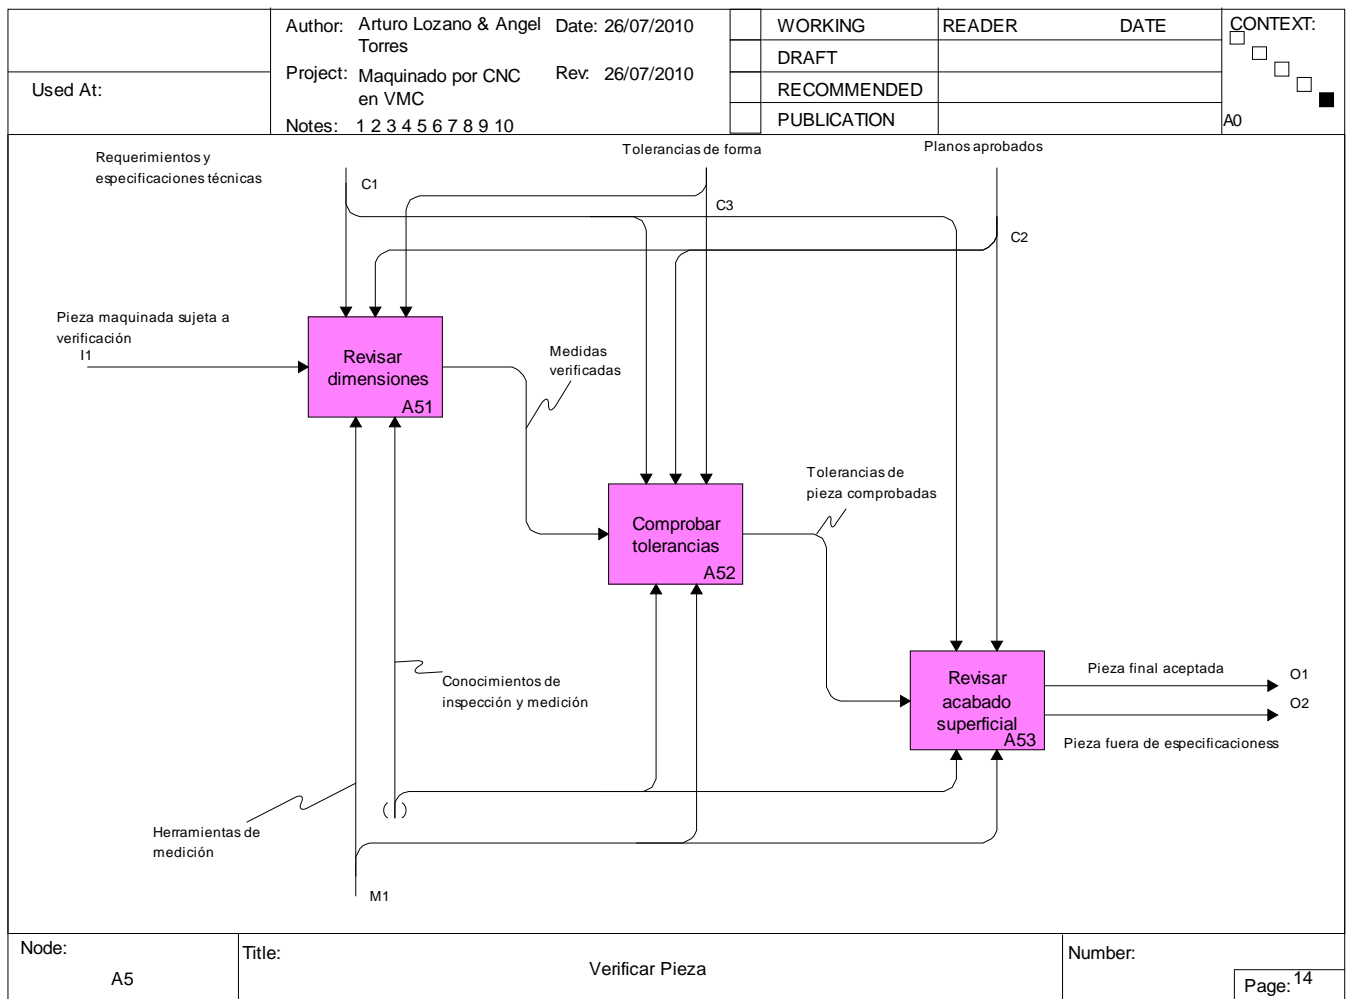 Used At:
Author: Arturo Lozano & Angel
Torres
Date: 26/07/2010
Project: Maquinado por CNC
en VMC
Rev: 26/07/2010
Notes: 1 2 3 4 5 6 7 8 9 10
WORKING
DRAFT
RECOMMENDED
PUBLICATION
READER DATE
CONTEXT:
A0
Requerimientos y
especificaciones técnicas
C1
Tolerancias de forma
C3
Planos aprobados
C2
Pieza maquinada sujeta a
verificación
I1
Revisar
dimensiones
A51
Medidas
verificadas
Comprobar
tolerancias
A52
Tolerancias de
pieza comprobadas
Revisar
acabado
superficial
A53
Pieza final aceptada
O1
O2
Pieza fuera de especificacioness
Conocimientos de
inspección y medición
Herramientas de
medición
M1
Node:
A5
Title:
Verificar Pieza
Number:
Page: 14